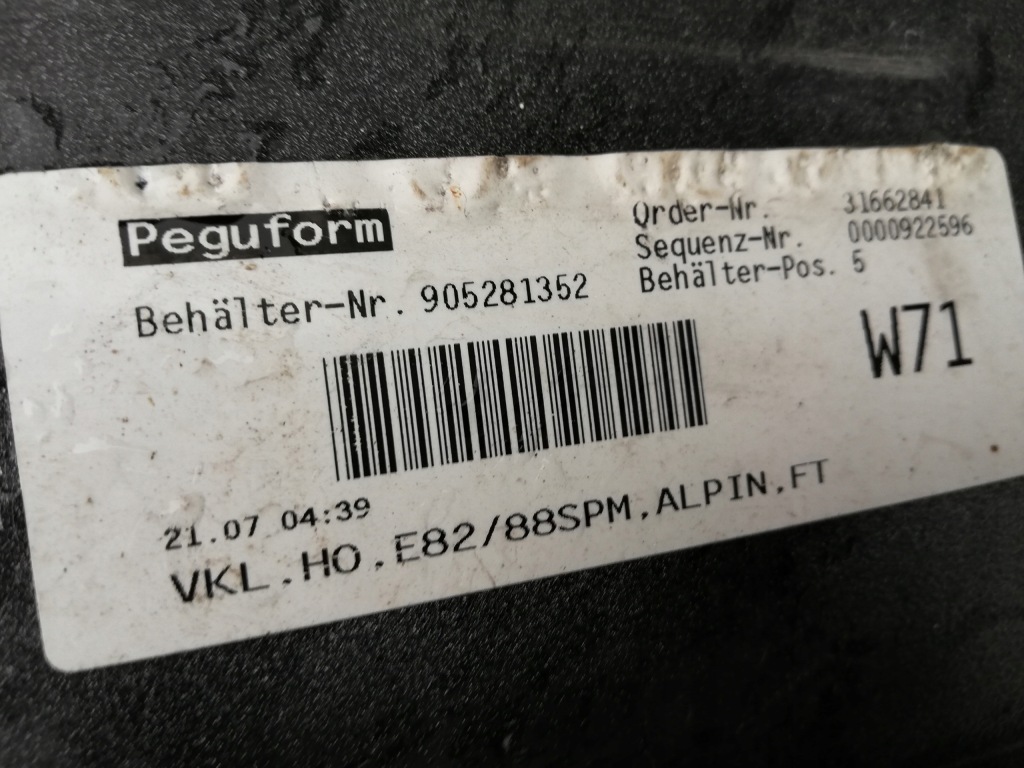 Peguform
Order-Nr. 31662841
Sequenz-Nr. 0000922596
Behälter-Pos. 5
Behälter-Nr. 905281352
W71
21.07 04:39
VKL.HO.E82/88SPM,ALPIN,FT